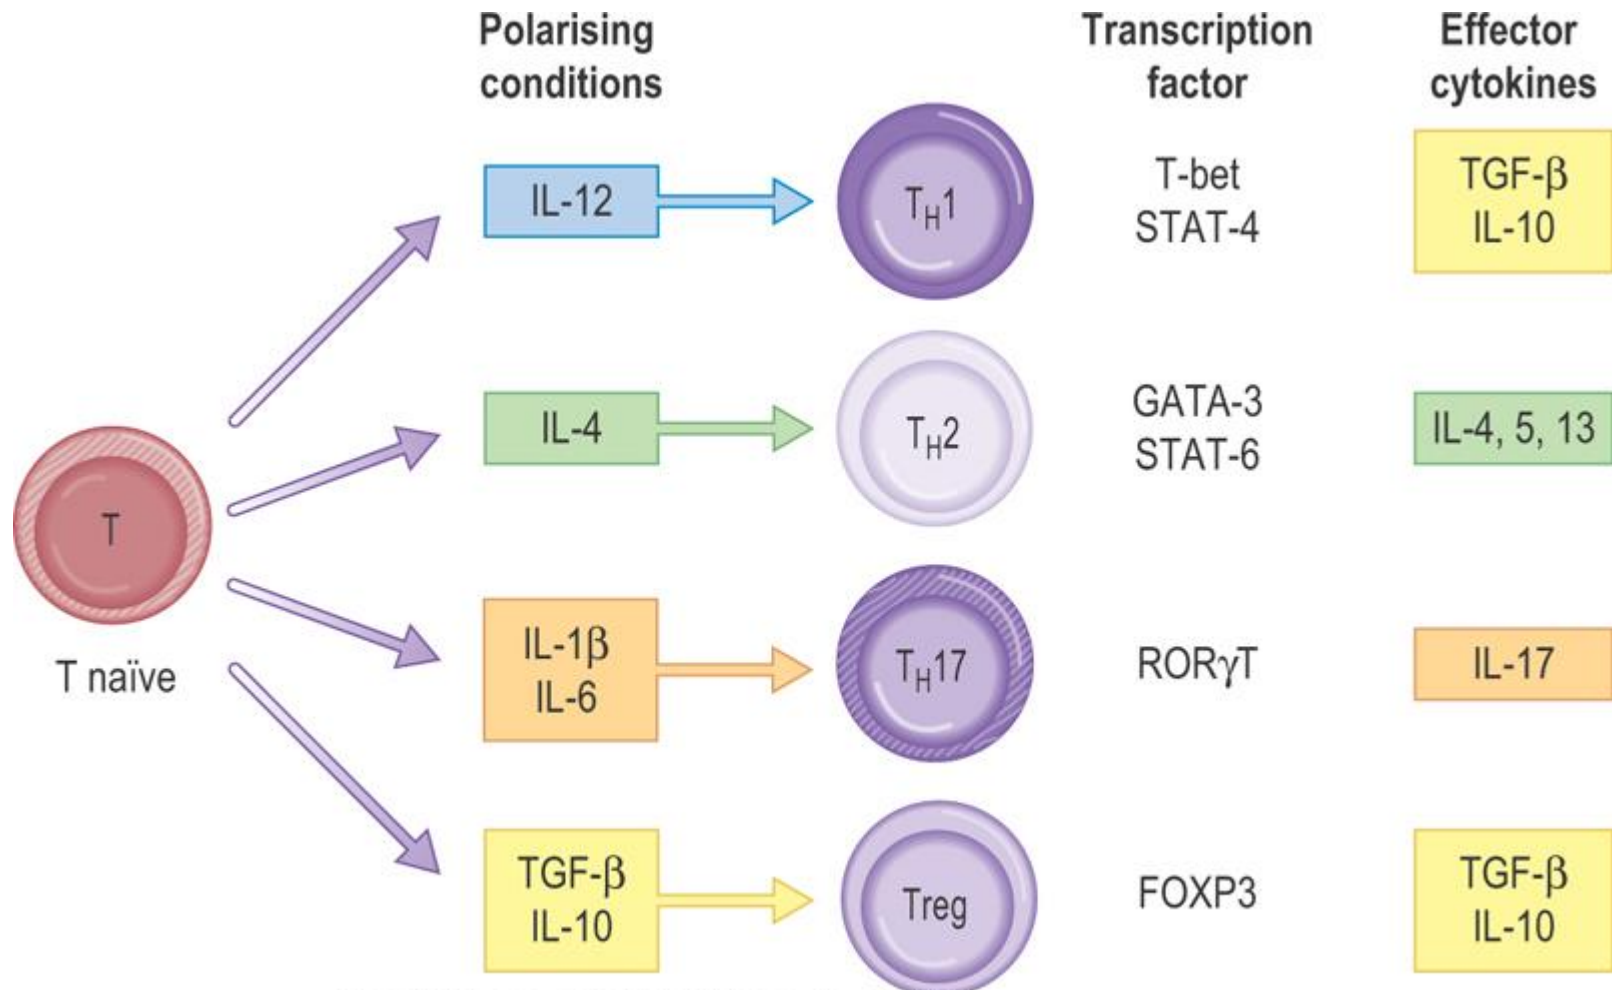 Polarising
conditions
Transcription
factor
Effector
cytokines
IL-12
TH1
T-bet
STAT-4
TGF-β
IL-10
IL-4
TH2
GATA-3
STAT-6
IL-4, 5, 13
T
T naïve
IL-1β
IL-6
TH17
RORγT
IL-17
TGF-β
IL-10
Treg
FOXP3
TGF-β
IL-10